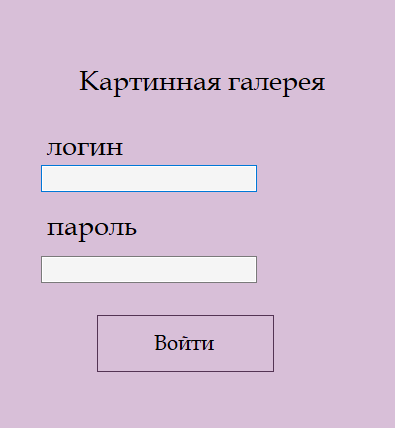 Картинная галерея
логин
пароль
Войти